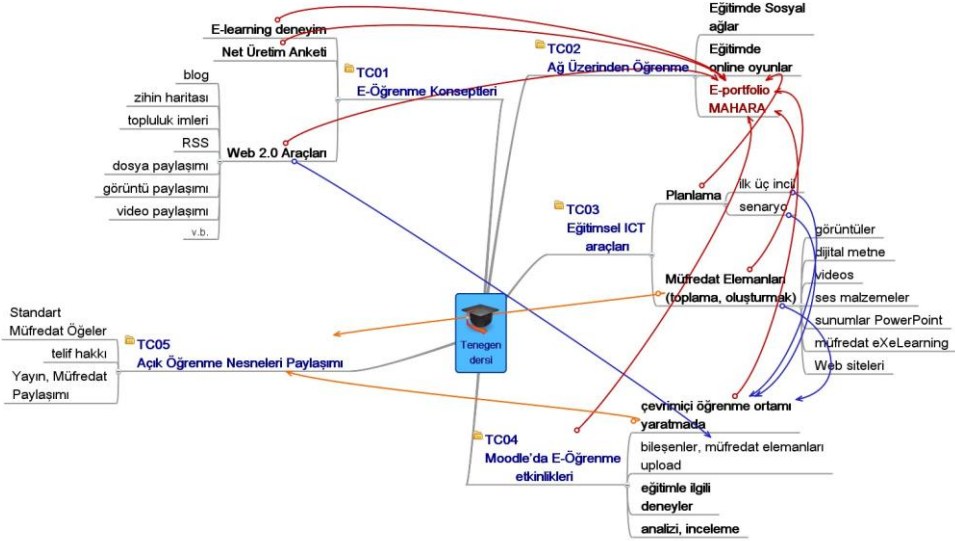 E-learning deneyim
Net Üretim Anketi
TC01
E-Öğrenme Konseptleri
blog
zihin haritası
topluluk imleri
RSS
dosya paylaşımı
görüntü paylaşımı
video paylaşımı
v.b.
Web 2.0 Araçları
TC02
Ağ Üzerinden Öğrenme
Eğitimde Sosyal
ağlar
Eğitimde
online oyunlar
E-portfolio
MAHARA
TC03
Eğitimsel ICT
araçları
Planlama
ilk üç inci
senaryo
Müfredat Elemanları
(toplama, oluşturmak)
görüntüler
dijital metne
videos
ses malzemeler
sunumlar PowerPoint
müfredat eXeLearning
Web siteleri
Tenegen
dersi
Standart
Müfredat Öğeler
telif hakkı
Yayın, Müfredat
Paylaşımı
TC05
Açık Öğrenme Nesneleri Paylaşımı
TC04
Moodle'da E-Öğrenme
etkinlikleri
çevrimiçi öğrenme ortamı
yaratmada
bileşenler, müfredat elemanları
upload
eğitimle ilgili
deneyler
analizi, inceleme